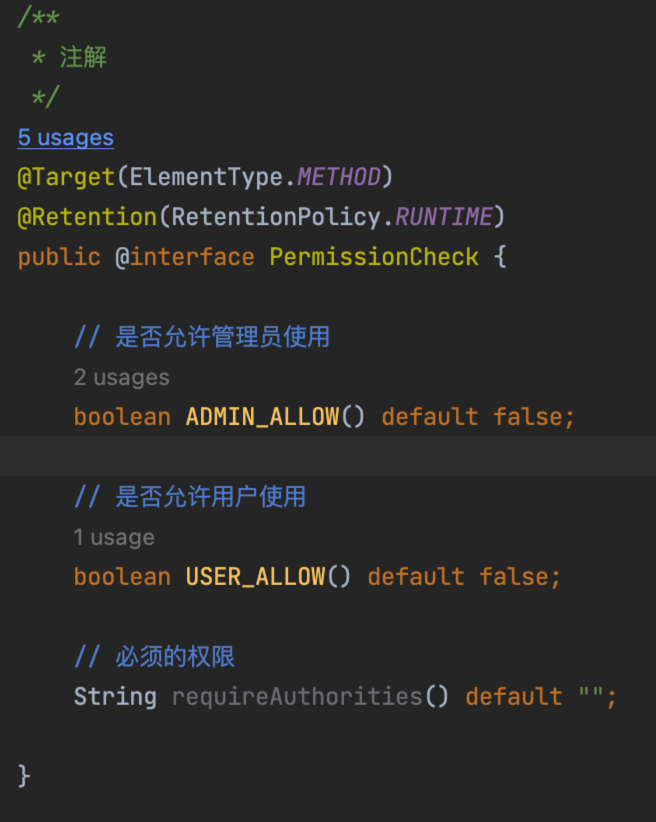 /**
 * 注解
 */
5 usages
@Target(ElementType.METHOD)
@Retention(RetentionPolicy.RUNTIME)
public @interface PermissionCheck {
// 是否允许管理员使用
2 usages
boolean ADMIN_ALLOW() default false;
// 是否允许用户使用
1 usage
boolean USER_ALLOW() default false;
// 必须的权限
String requireAuthorities() default "";
}